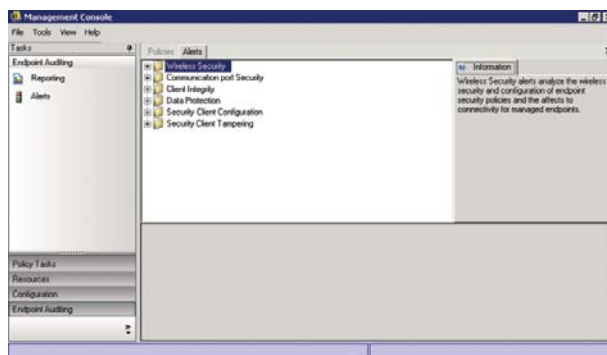 Management Console
File Tools View Help
Tasks
Endpoint Auditing
Reporting
Alerts
Policy Tasks
Resources
Configuration
Endpoint Auditing
Policies Alerts
Wireless Security
Communication port Security
Client Integrity
Data Protection
Security Client Configuration
Security Client Tampering
Information
Wireless Security alerts analyze the wireless
security and configuration of endpoint
security policies and the affects to
connectivity for managed endpoints.